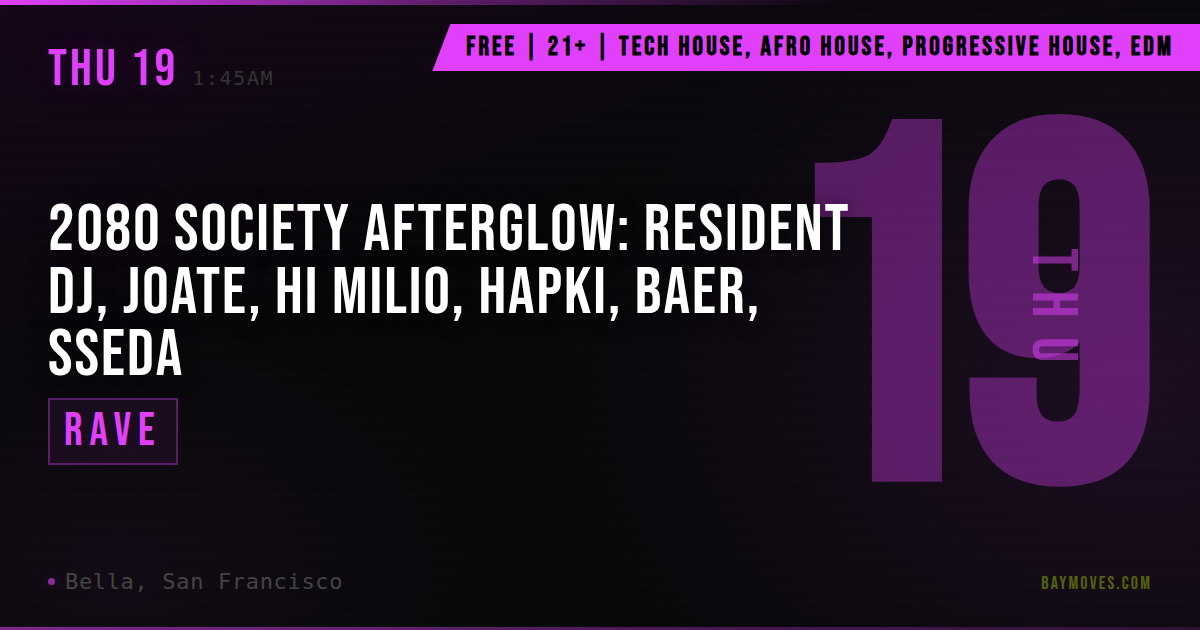 THU 19 1:45AM
FREE | 21+ | TECH HOUSE, AFRO HOUSE, PROGRESSIVE HOUSE, EDM
19
THU
2080 SOCIETY AFTERGLOW: RESIDENT
DJ, JOATE, HI MILIO, HAPKI, BAER,
SSEDA
RAVE
Bella, San Francisco
BAYMOVES.COM